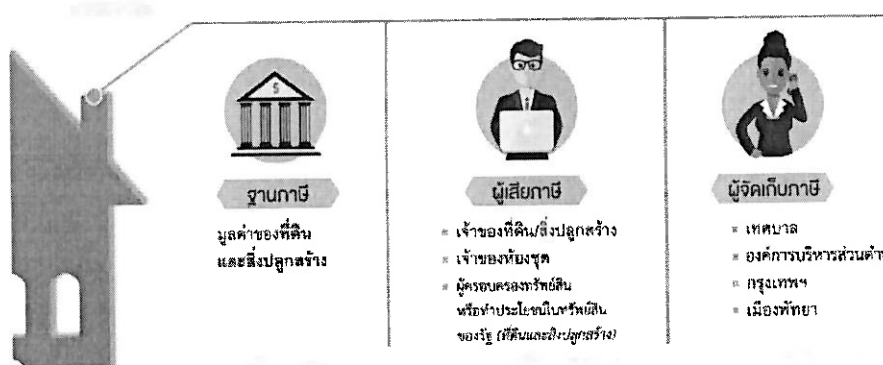 $
ฐานภาษี
มูลค่าของที่ดิน
และสิ่งปลูกสร้าง
ผู้เสียภาษี
เจ้าของที่ดิน/สิ่งปลูกสร้าง
เจ้าของห้องชุด
ผู้ครอบครองทรัพย์สิน
หรือทำประโยชน์ในทรัพย์สิน
ของรัฐ (ที่ดินและสิ่งปลูกสร้าง)
ผู้จัดเก็บภาษี
เทศบาล
องค์การบริหารส่วนตำบ
กรุงเทพฯ
เมืองพัทยา